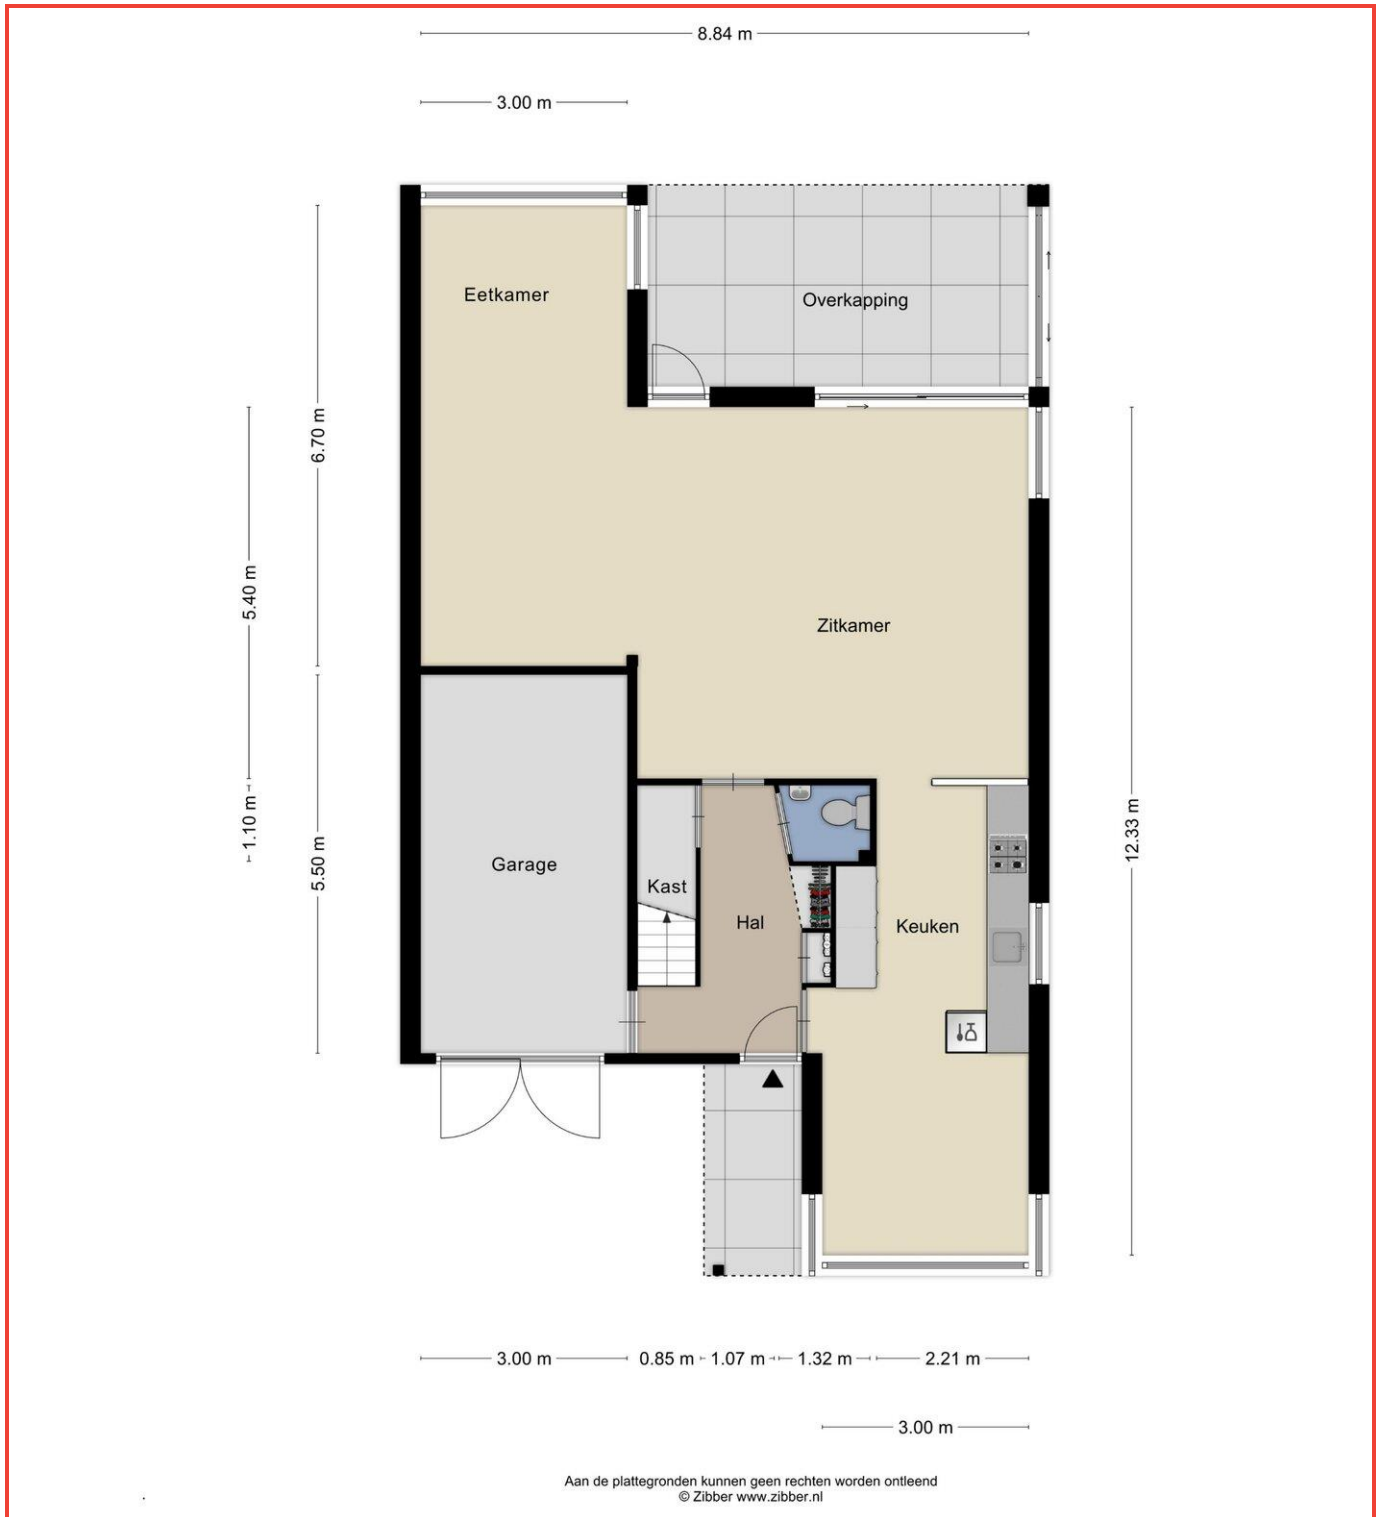 8.84 m
3.00 m
Eetkamer
Overkapping
6.70 m
5.40 m
Zitkamer
1.10 m
5.50 m
12.33 m
Garage
Kast
Hal
Keuken
3.00 m
0.85 m
1.07 m
1.32 m
2.21 m
3.00 m
Aan de plattegronden kunnen geen rechten worden ontleend
© Zibber www.zibber.nl